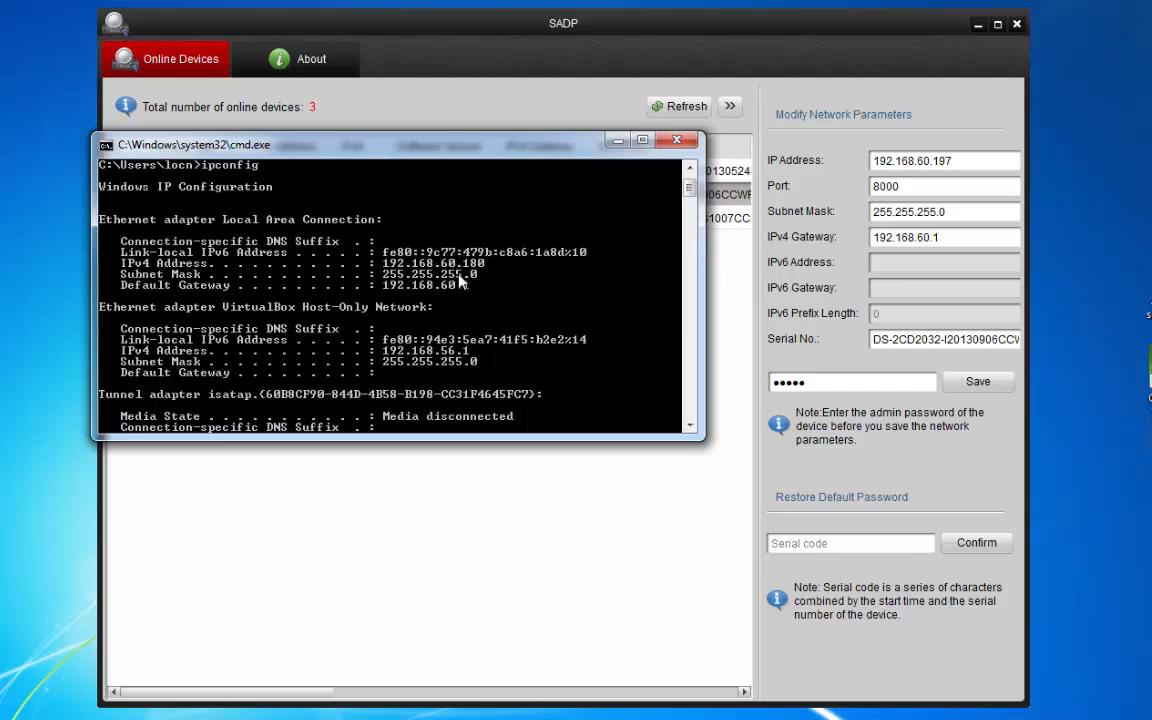 SADP
Online Devices
About
Total number of online devices: 3
Refresh
Modify Network Parameters
C:\Windows\system32\cmd.exe
C:\Users\locn>ipconfig
Windows IP Configuration
Ethernet adapter Local Area Connection:
Connection-specific DNS Suffix . :
Link-local IPv6 Address . . . . . : fe80::9c77:479b:c8a6:1a8d%10
IPv4 Address. . . . . . . . . . . : 192.168.60.180
Subnet Mask . . . . . . . . . . . : 255.255.255.0
Default Gateway . . . . . . . . . : 192.168.60
Ethernet adapter VirtualBox Host-Only Network:
Connection-specific DNS Suffix . :
Link-local IPv6 Address . . . . . : fe80::94e3:5ea7:41f5:b2e2%14
IPv4 Address. . . . . . . . . . . : 192.168.56.1
Subnet Mask . . . . . . . . . . . : 255.255.255.0
Default Gateway . . . . . . . . . :
Tunnel adapter isatap.{60B8CF90-844D-4B58-B198-CC31F4645FC7}:
Media State . . . . . . . . . . . : Media disconnected
Connection-specific DNS Suffix . :
0130524
06CCWF
1007CC
IP Address: 192.168.60.197
Port: 8000
Subnet Mask: 255.255.255.0
IPv4 Gateway: 192.168.60.1
IPv6 Address:
IPv6 Gateway:
IPv6 Prefix Length: 0
Serial No.: DS-2CD2032-I20130906CCW
●●●●● Save
Note:Enter the admin password of the
device before you save the network
parameters.
Restore Default Password
Serial code Confirm
Note: Serial code is a series of characters
combined by the start time and the serial
number of the device.